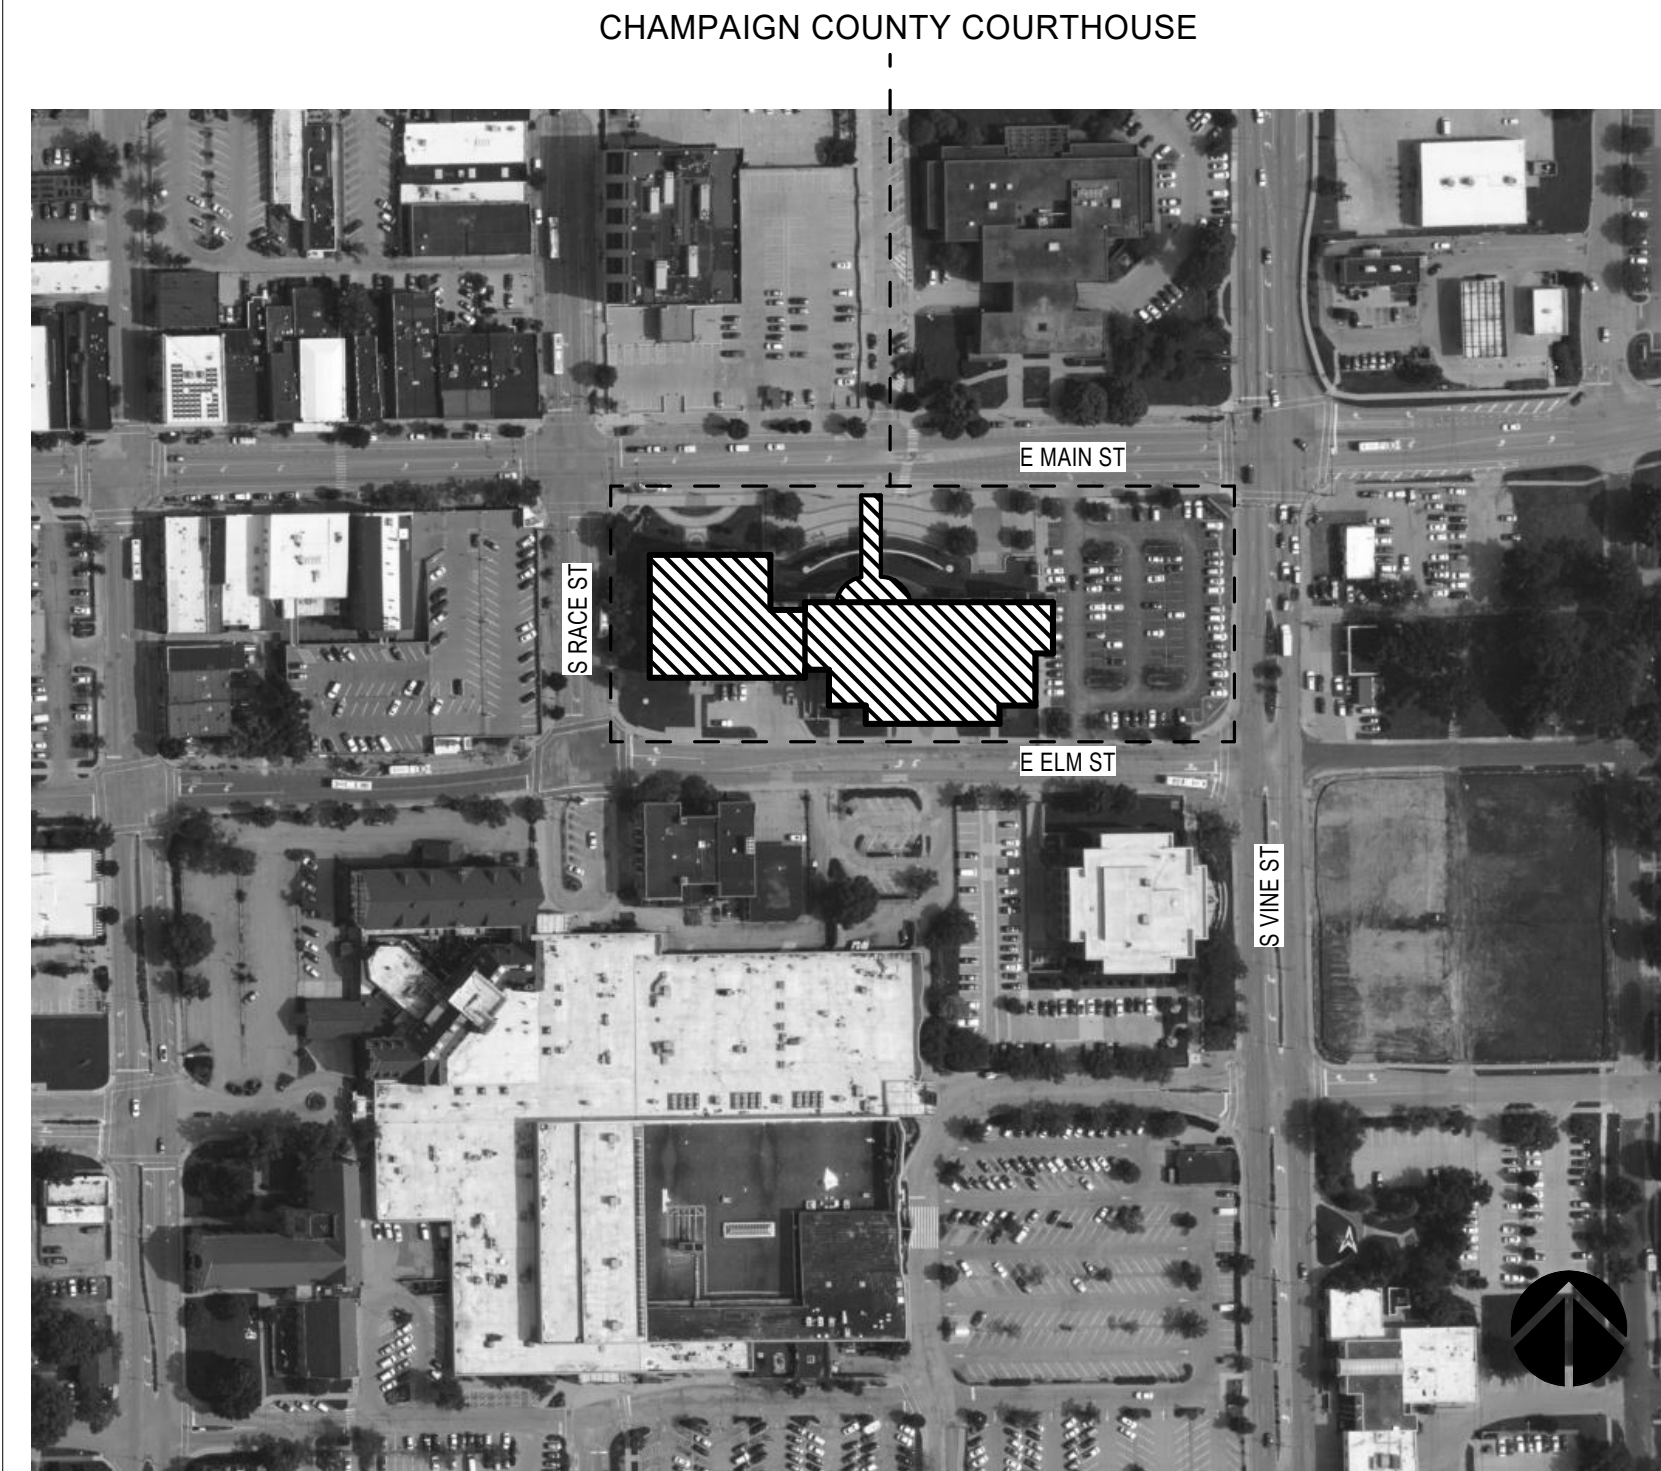 CHAMPAIGN COUNTY COURTHOUSE
E MAIN ST
S RACE ST
E ELM ST
S VINE ST